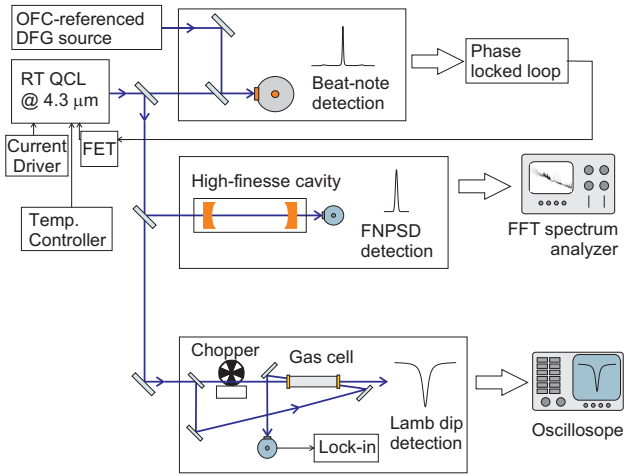 OFC-referenced
DFG source
RT QCL
@ 4.3 μm
Current
Driver
FET
Temp.
Controller
Beat-note
detection
Phase
locked loop
High-finesse cavity
FNPSD
detection
FFT spectrum
analyzer
Chopper
Gas cell
Lock-in
Lamb dip
detection
Oscillosope